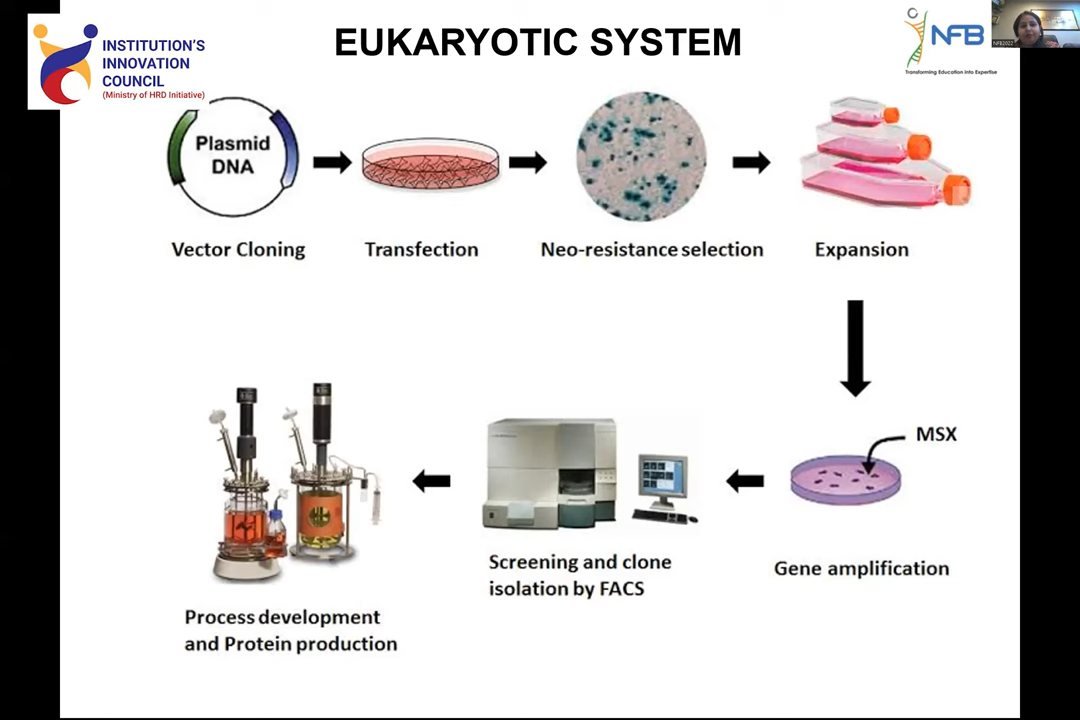 INSTITUTION'S
INNOVATION
COUNCIL
(Ministry of HRD Initiative)
EUKARYOTIC SYSTEM
NFB
Transforming Education into Expertise
NFB2022
Plasmid
DNA
Vector Cloning
Transfection
Neo-resistance selection
Expansion
MSX
Gene amplification
Screening and clone
isolation by FACS
Process development
and Protein production